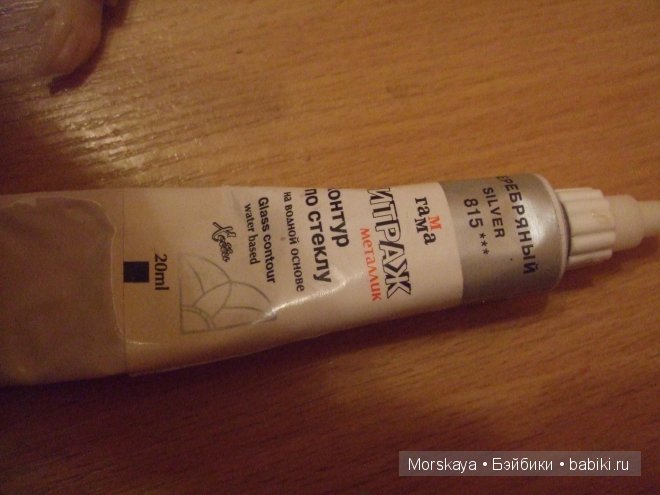 СЕРЕБРЯНЫЙ
SILVER
815 ***
гамма
ВИТРАЖ
металлик
контур
по стеклу
на водной основе
Glass contour
water based
20ml
Morskaya • Бэйбики • babiki.ru